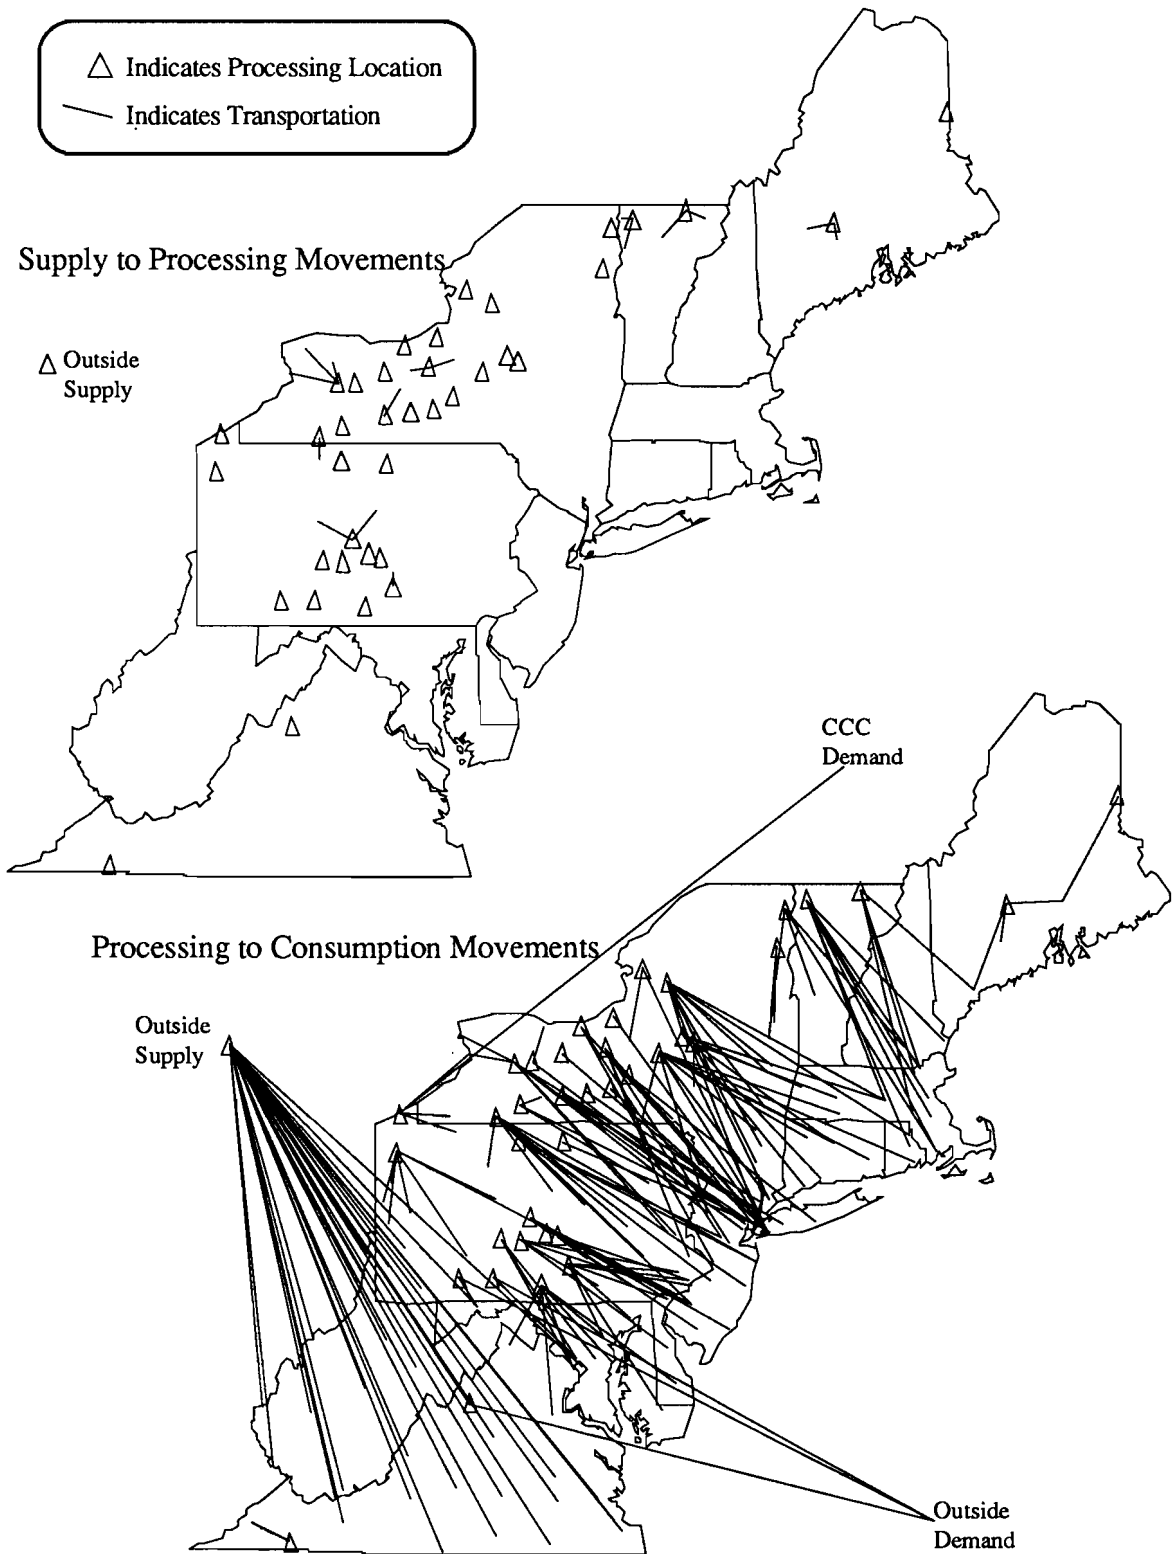 Indicates Processing Location
Indicates Transportation
Supply to Processing Movements
Outside
Supply
CCC
Demand
Processing to Consumption Movements
Outside
Supply
Outside
Demand